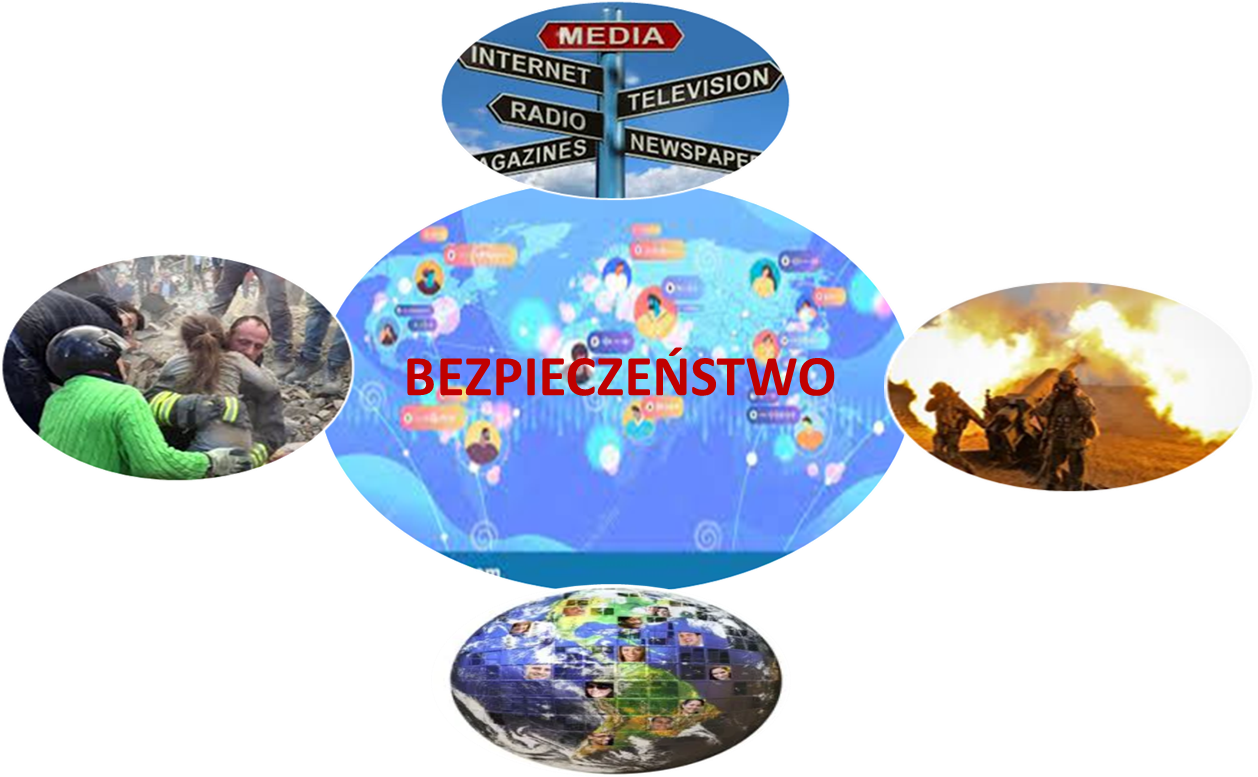 MEDIA
INTERNET
TELEVISION
RADIO
AGAZINES
NEWSPAPE
BEZPIECZEŃSTWO